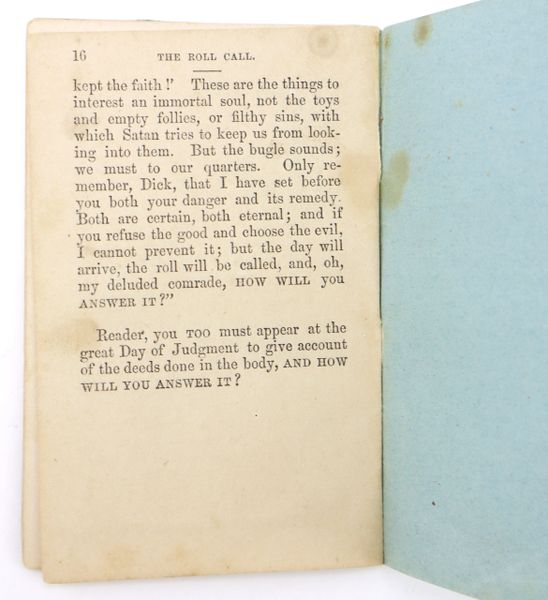 16 THE ROLL CALL.
kept the faith!' These are the things to
interest an immortal soul, not the toys
and empty follies, or filthy sins, with
which Satan tries to keep us from look-
ing into them. But the bugle sounds;
we must to our quarters. Only re-
member, Dick, that I have set before
you both your danger and its remedy.
Both are certain, both eternal; and if
you refuse the good and choose the evil,
I cannot prevent it; but the day will
arrive, the roll will be called, and, oh,
my deluded comrade, HOW WILL you
ANSWER IT?"
Reader, you TOO must appear at the
great Day of Judgment to give account
of the deeds done in the body, AND HOW
WILL YOU ANSWER IT?